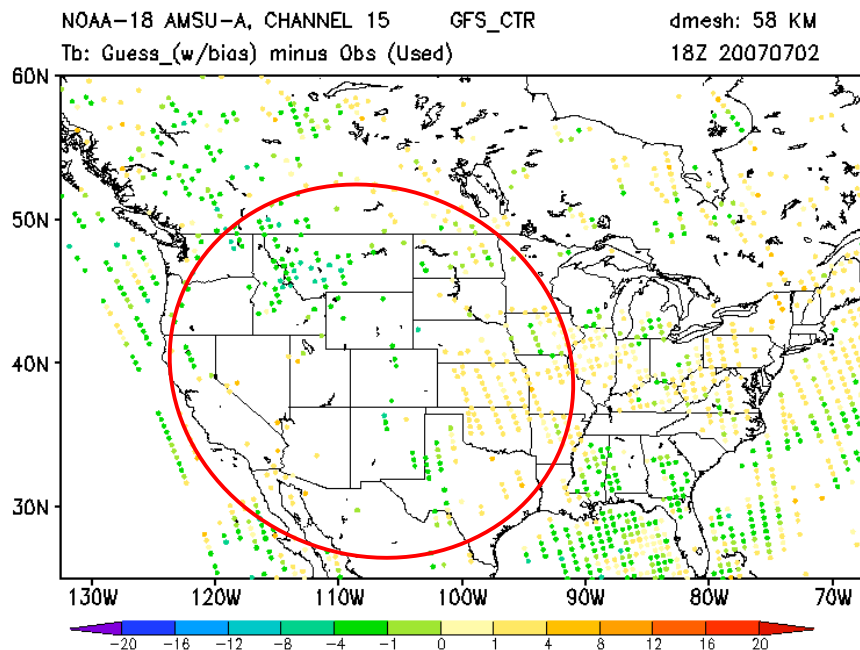 NOAA-18 AMSU-A, CHANNEL 15 GFS_CTR dmesh: 58 KM
Tb: Guess_(w/bias) minus Obs (Used) 18Z 20070702
60N
50N
40N
30N
130W 120W 110W 100W 90W 80W 70W
-20 -16 -12 -8 -4 -1 0 1 4 8 12 16 20